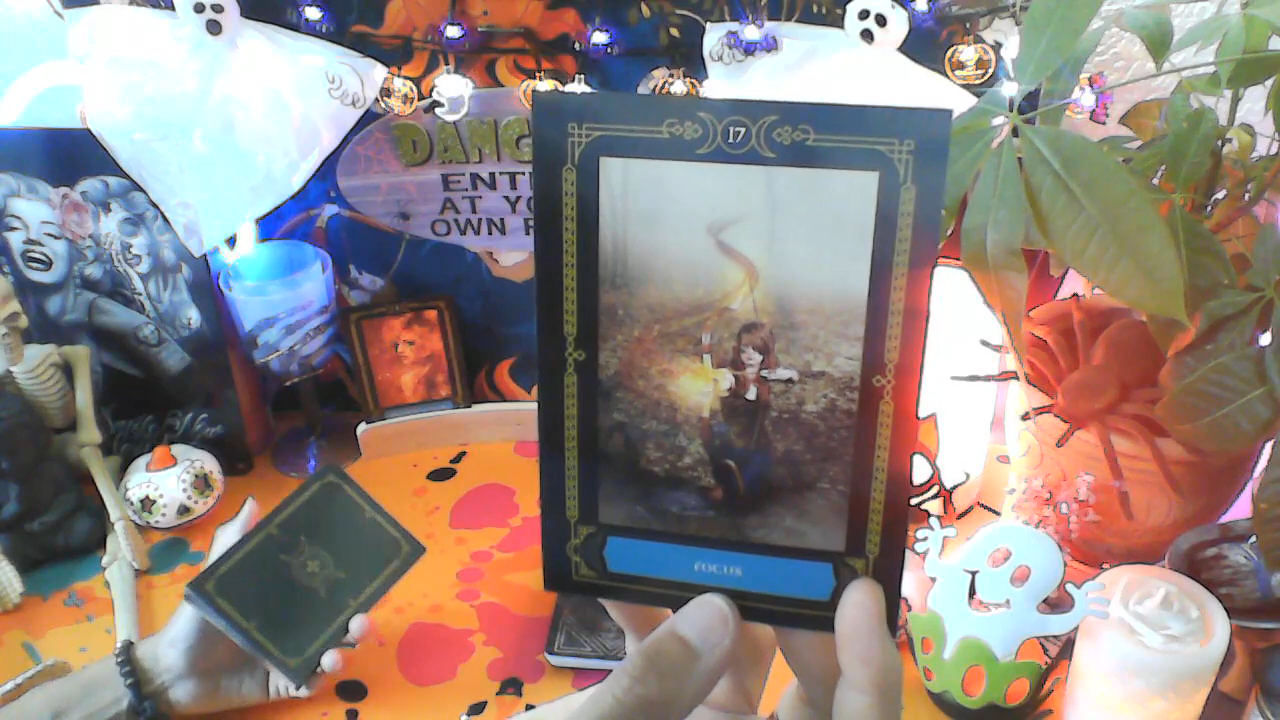 DANG
ENT
AT YO
OWN R
17
FOCUS